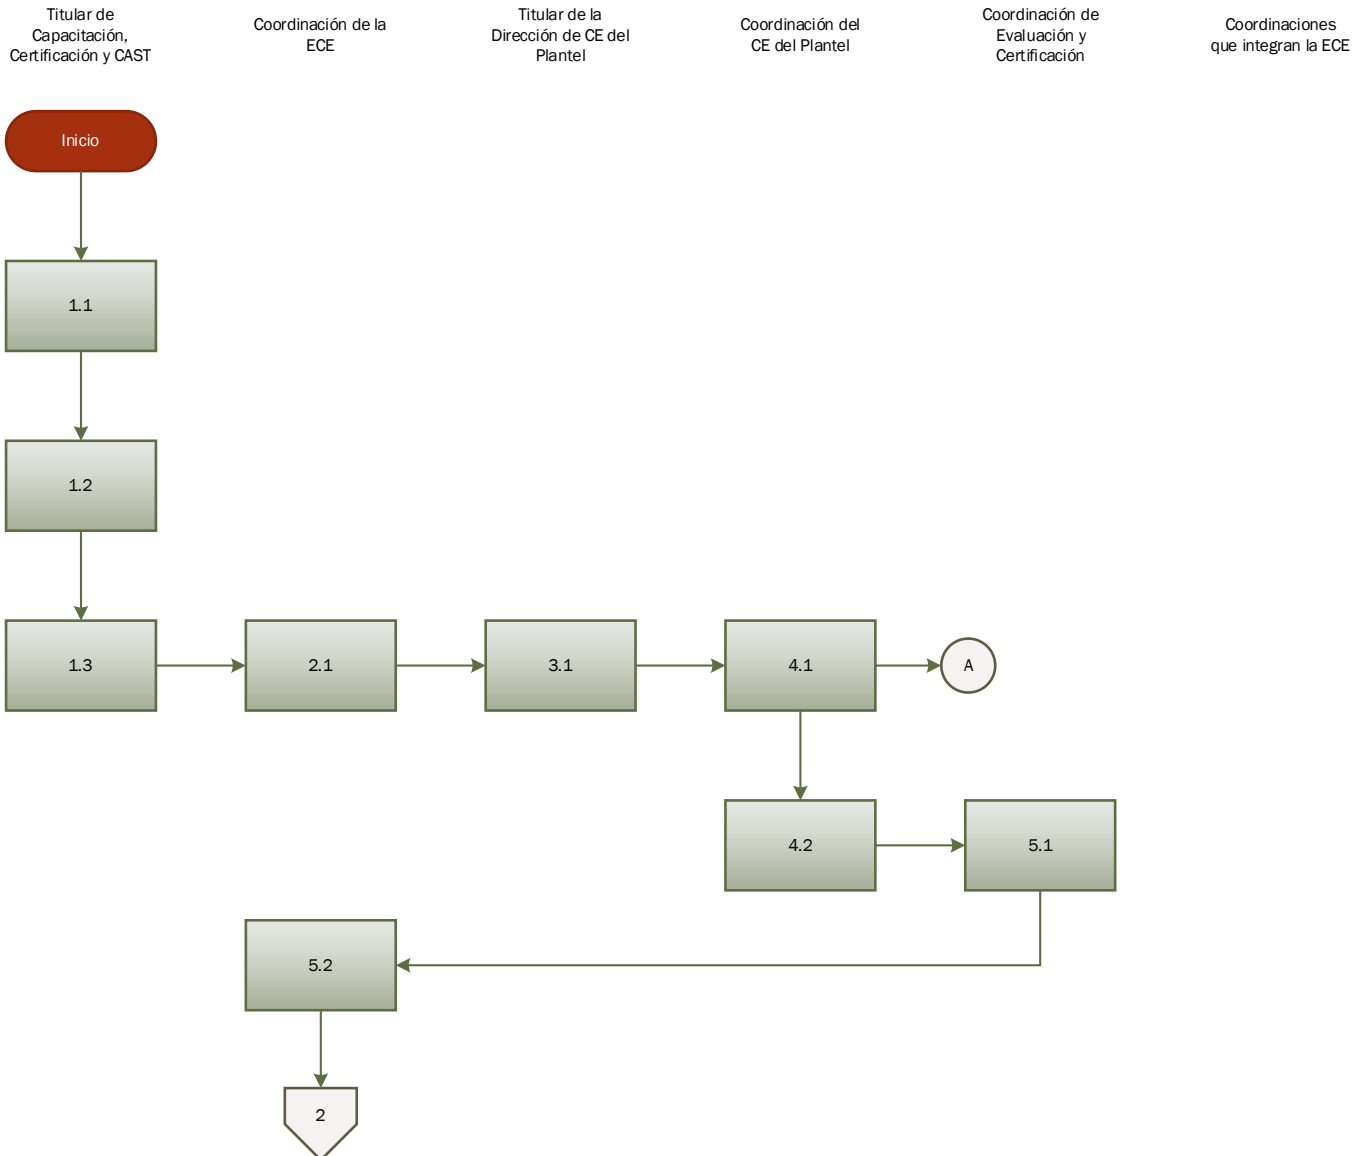 Titular de
Capacitación,
Certificación y CAST
Coordinación de la
ECE
Titular de la
Dirección de CE del
Plantel
Coordinación del
CE del Plantel
Coordinación de
Evaluación y
Certificación
Coordinaciones
que integran la ECE
Inicio
1.1
1.2
1.3
2.1
3.1
4.1
A
4.2
5.1
5.2
2